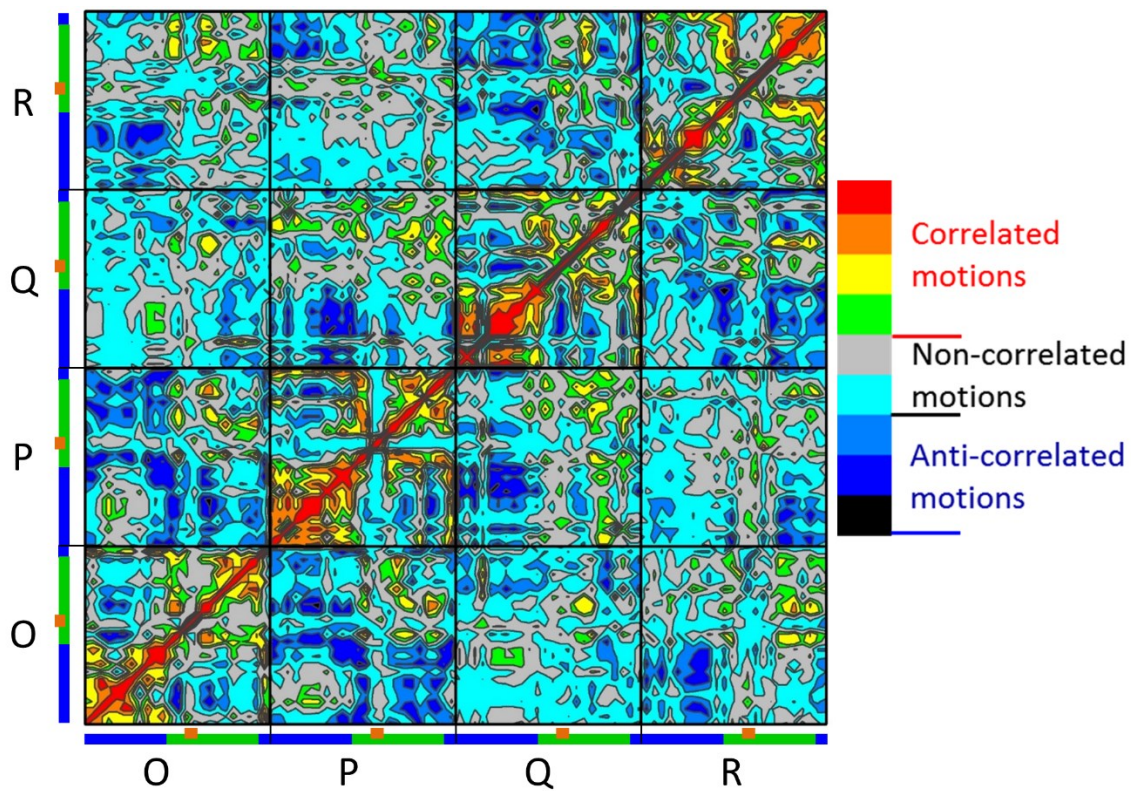 R
Q
P
O
O
P
Q
R
Correlated
motions
Non-correlated
motions
Anti-correlated
motions